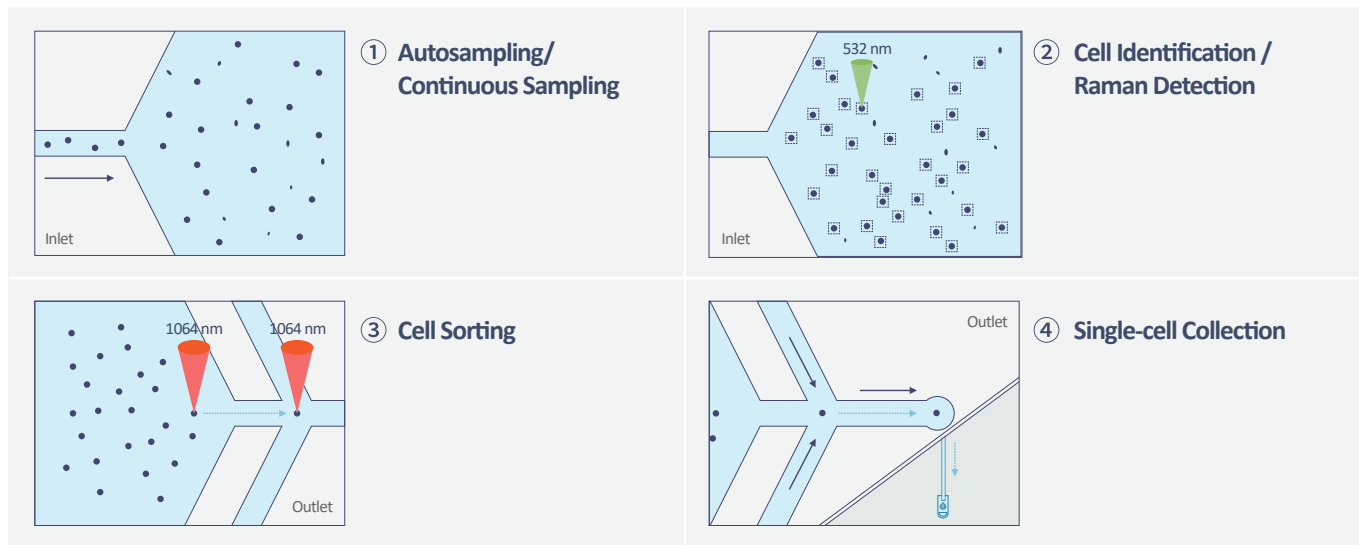 ① Autosampling/
Continuous Sampling
Inlet
532 nm
② Cell Identification /
Raman Detection
Inlet
1064 nm
1064 nm
③ Cell Sorting
Outlet
Outlet
④ Single-cell Collection